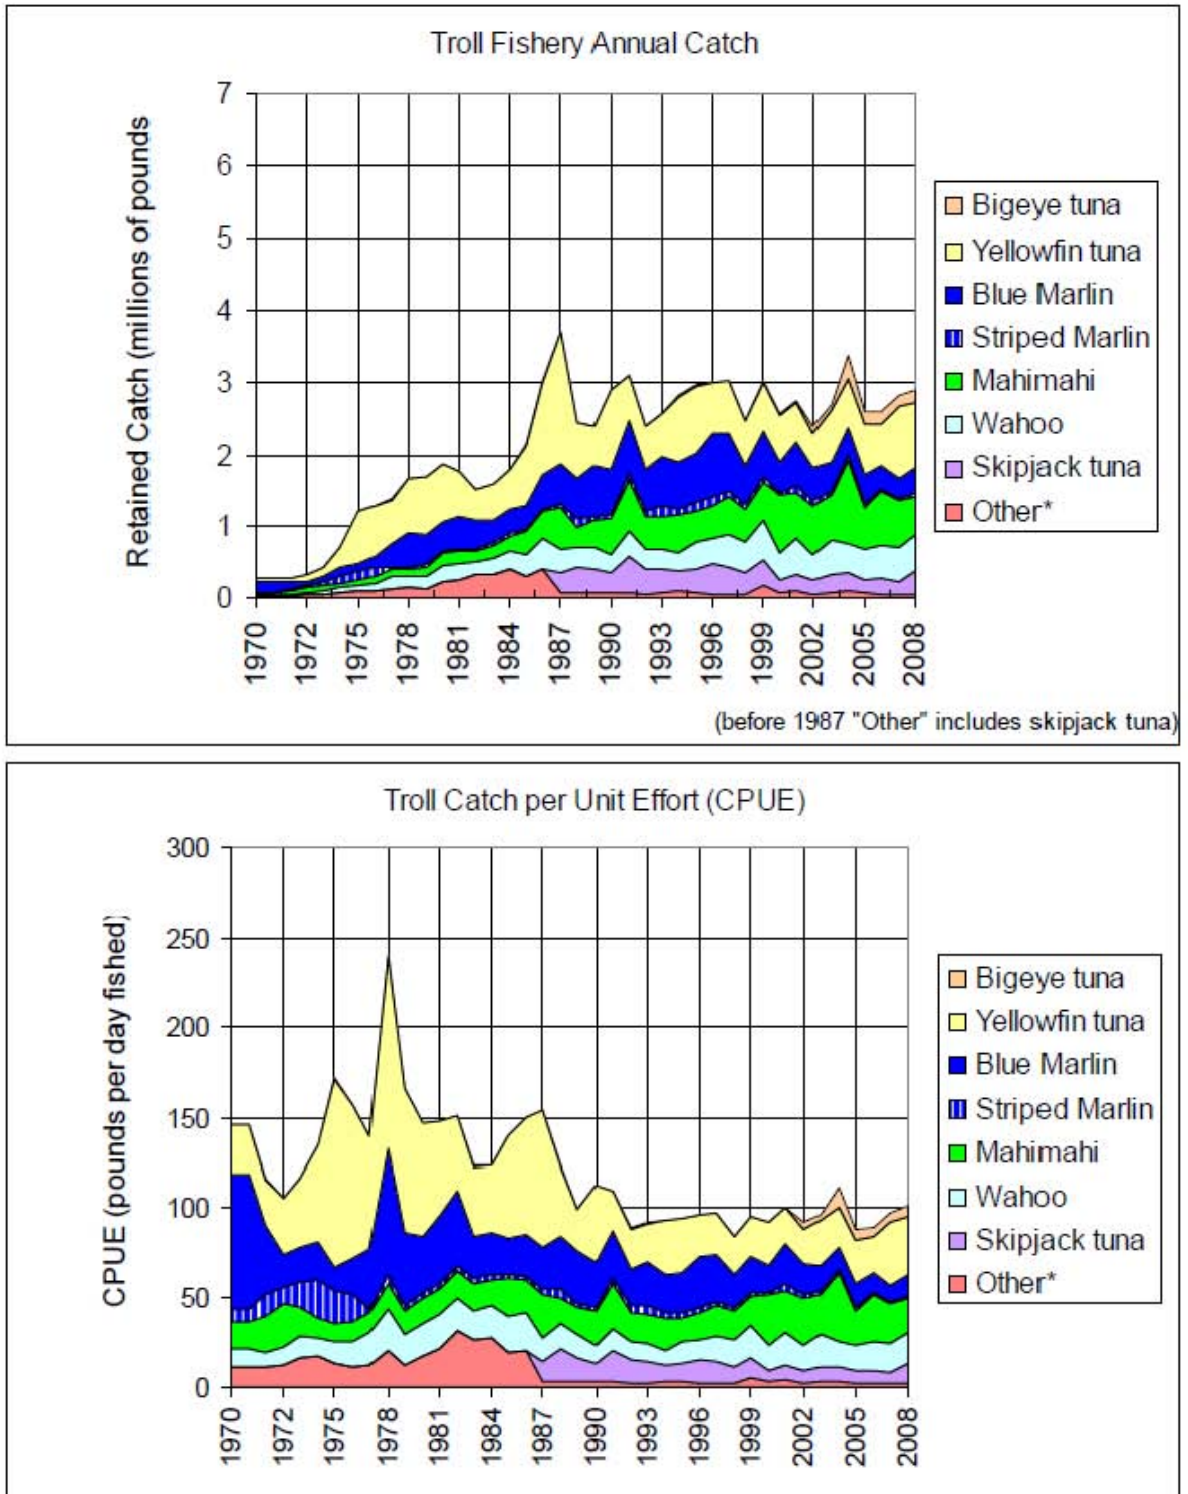 Troll Fishery Annual Catch
Retained Catch (millions of pounds
7
6
5
4
3
2
1
0
1970
1972
1975
1978
1981
1984
1987
1990
1993
1996
1999
2002
2005
2008
Bigeye tuna
Yellowfin tuna
Blue Marlin
Striped Marlin
Mahimahi
Wahoo
Skipjack tuna
Other*
(before 1987 "Other" includes skipjack tuna)
Troll Catch per Unit Effort (CPUE)
CPUE (pounds per day fished)
300
250
200
150
100
50
0
1970
1972
1975
1978
1981
1984
1987
1990
1993
1996
1999
2002
2005
2008
Bigeye tuna
Yellowfin tuna
Blue Marlin
Striped Marlin
Mahimahi
Wahoo
Skipjack tuna
Other*